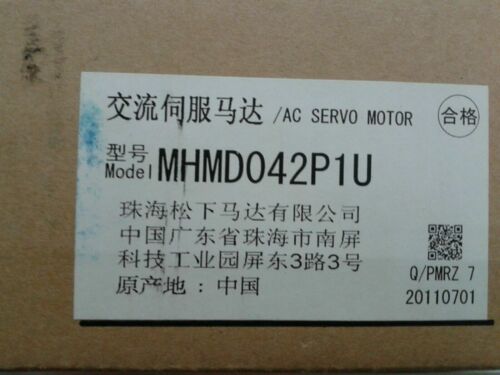 交流伺服马达 /AC SERVO MOTOR 合格
型号
Model MHMD042P1U
珠海松下马达有限公司
中国广东省珠海市南屏
科技工业园屏东3路3号
原产地：中国
Q/PMRZ 7
20110701